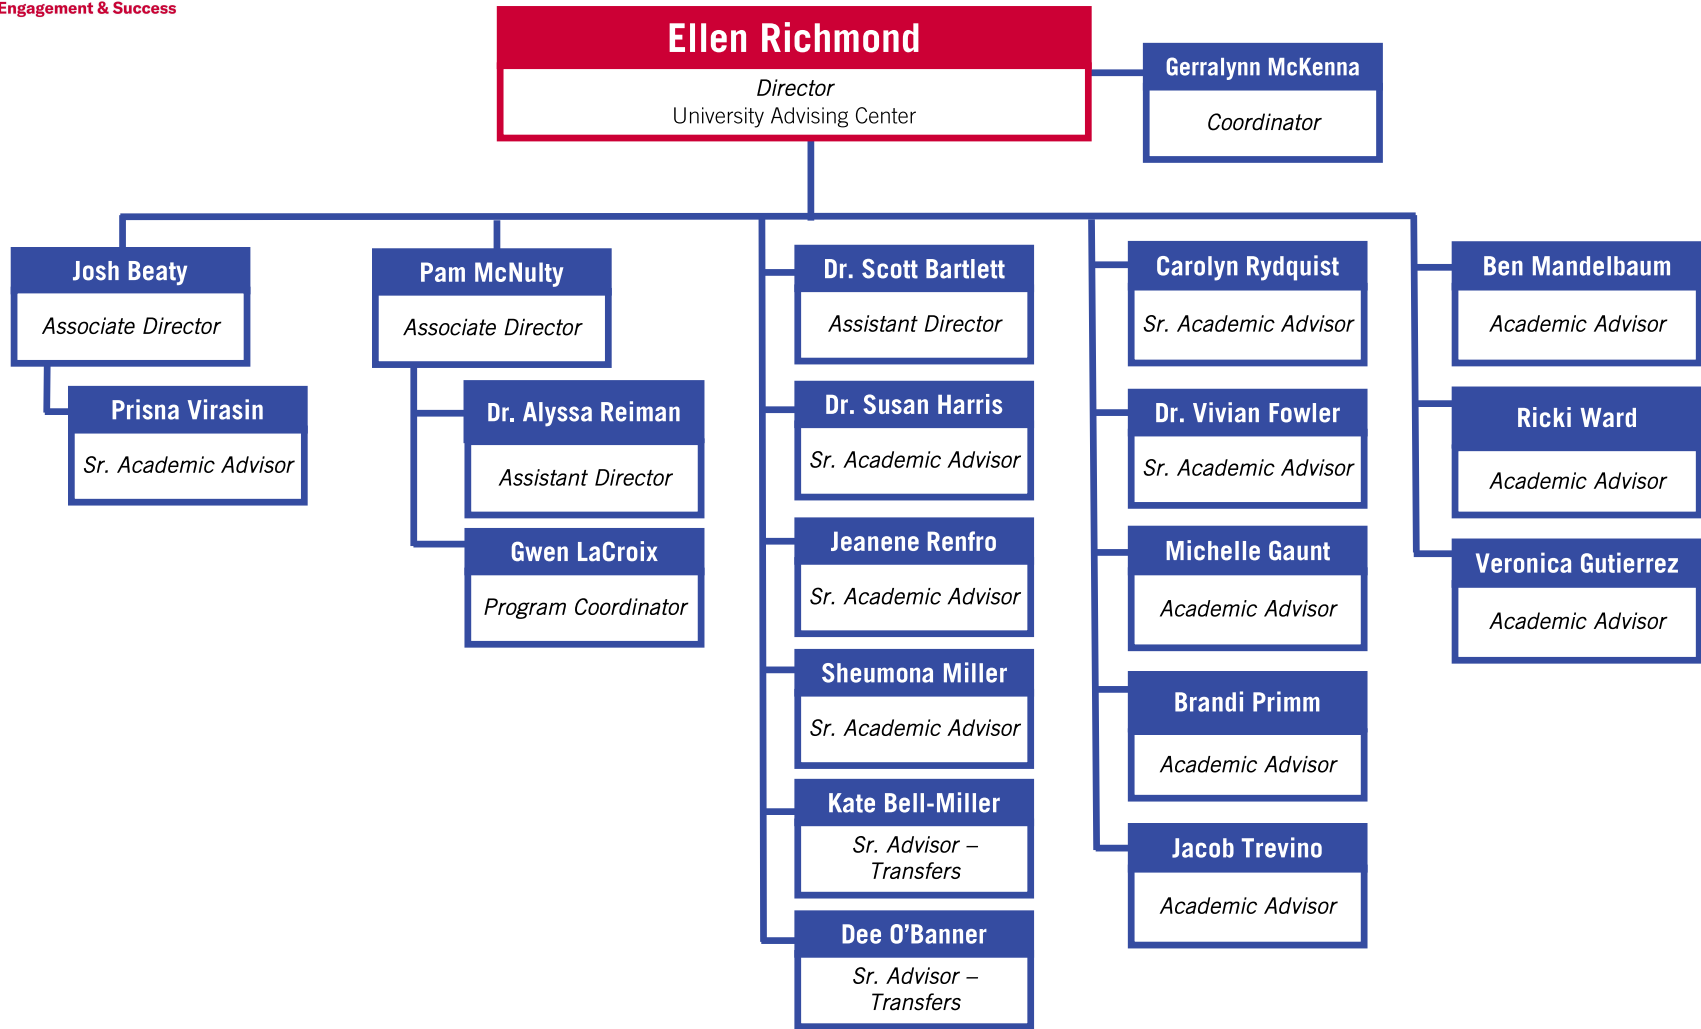 Engagement & Success
Ellen Richmond
Director
University Advising Center
Gerralynn McKenna
Coordinator
Josh Beaty
Associate Director
Prisna Virasin
Sr. Academic Advisor
Pam McNulty
Associate Director
Dr. Alyssa Reiman
Assistant Director
Gwen LaCroix
Program Coordinator
Dr. Scott Bartlett
Assistant Director
Dr. Susan Harris
Sr. Academic Advisor
Jeanene Renfro
Sr. Academic Advisor
Sheumona Miller
Sr. Academic Advisor
Kate Bell-Miller
Sr. Advisor –
Transfers
Dee O’Banner
Sr. Advisor –
Transfers
Carolyn Rydquist
Sr. Academic Advisor
Dr. Vivian Fowler
Sr. Academic Advisor
Michelle Gaunt
Academic Advisor
Brandi Primm
Academic Advisor
Jacob Trevino
Academic Advisor
Ben Mandelbaum
Academic Advisor
Ricki Ward
Academic Advisor
Veronica Gutierrez
Academic Advisor